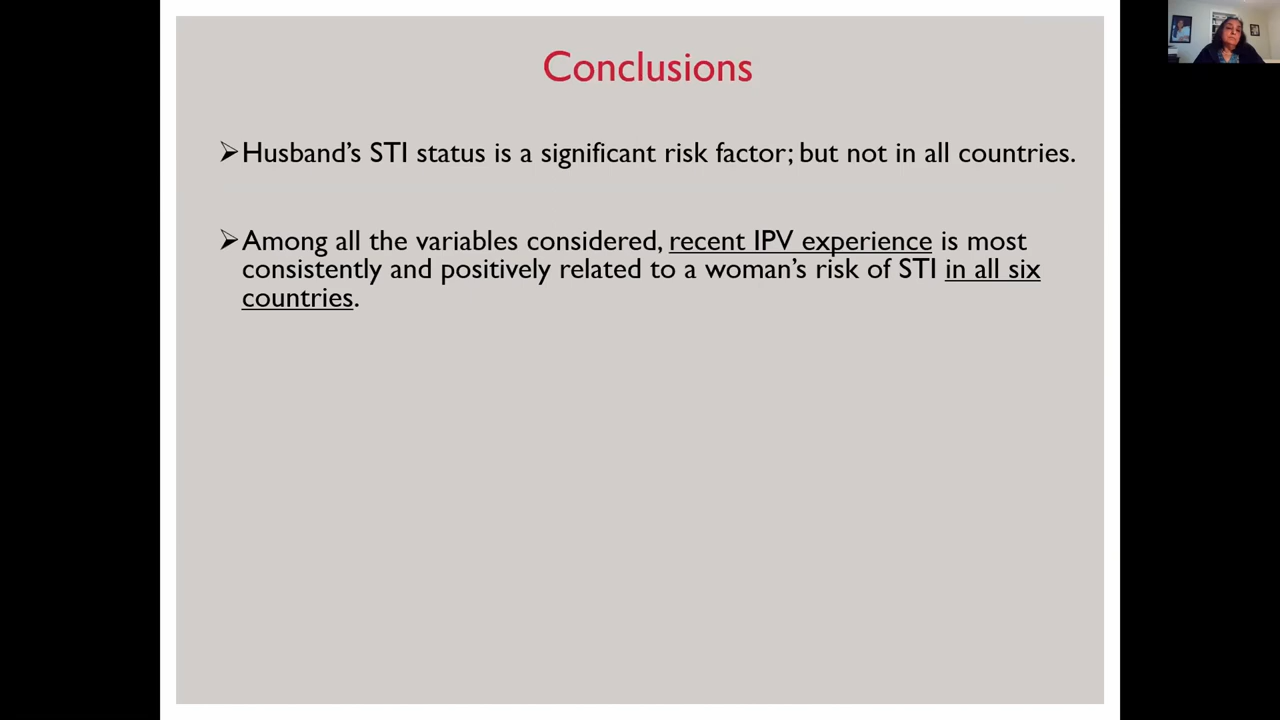 Conclusions
➢Husband’s STI status is a significant risk factor; but not in all countries.
➢Among all the variables considered, recent IPV experience is most
consistently and positively related to a woman’s risk of STI in all six
countries.